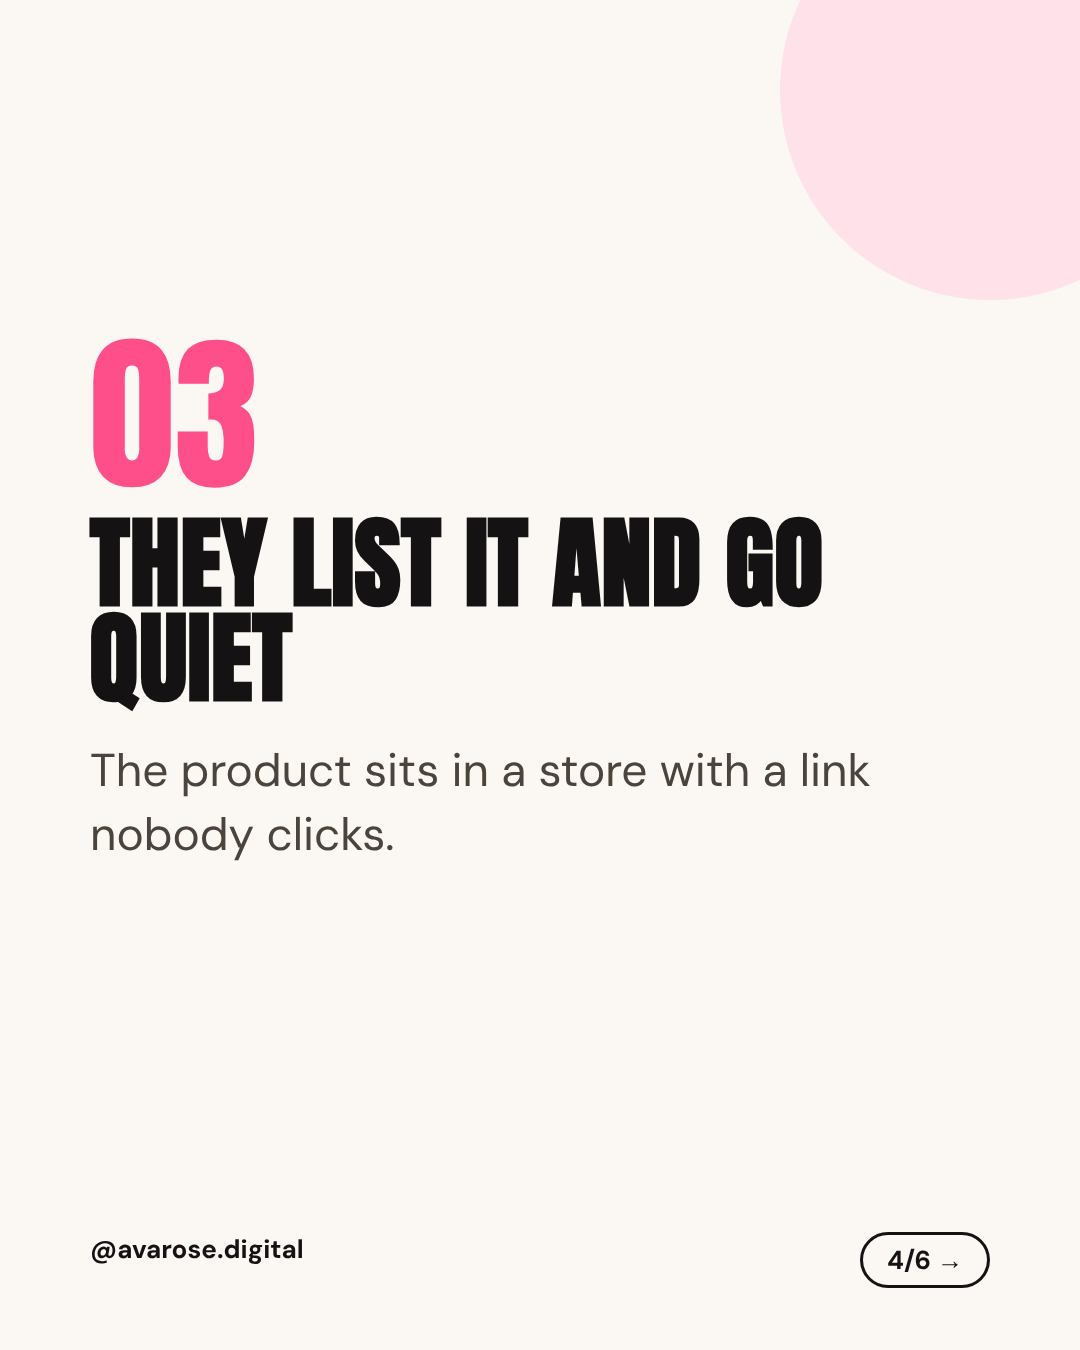 03
THEY LIST IT AND GO
QUIET
The product sits in a store with a link
nobody clicks.
@avarose.digital
4/6 →